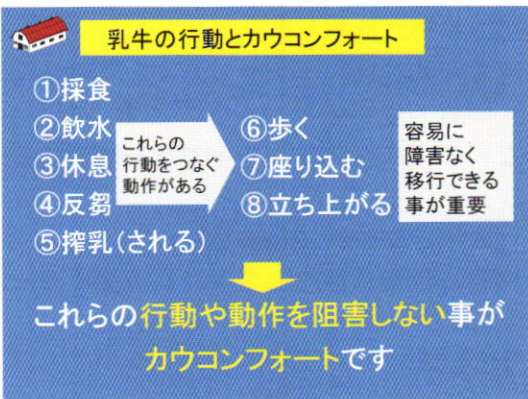 乳牛の行動とカウコンフォート
①採食
②飲水
③休息
④反芻
⑤搾乳（される）
これらの
行動をつなぐ
動作がある
⑥歩く
⑦座り込む
⑧立ち上がる
容易に
障害なく
移行できる
事が重要
これらの行動や動作を阻害しない事が
カウコンフォートです